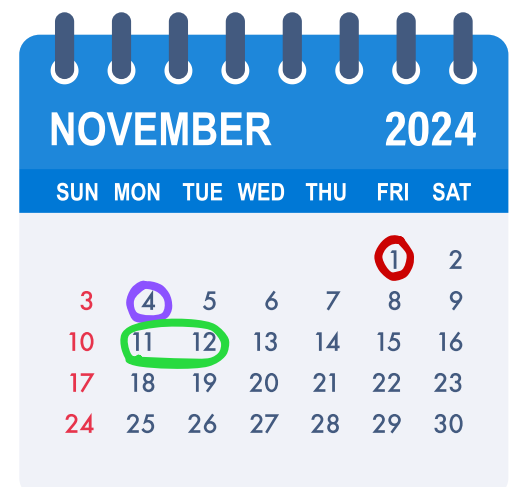 NOVEMBER 2024
SUN MON TUE WED THU FRI SAT
1 2
3 4 5 6 7 8 9
10 11 12 13 14 15 16
17 18 19 20 21 22 23
24 25 26 27 28 29 30